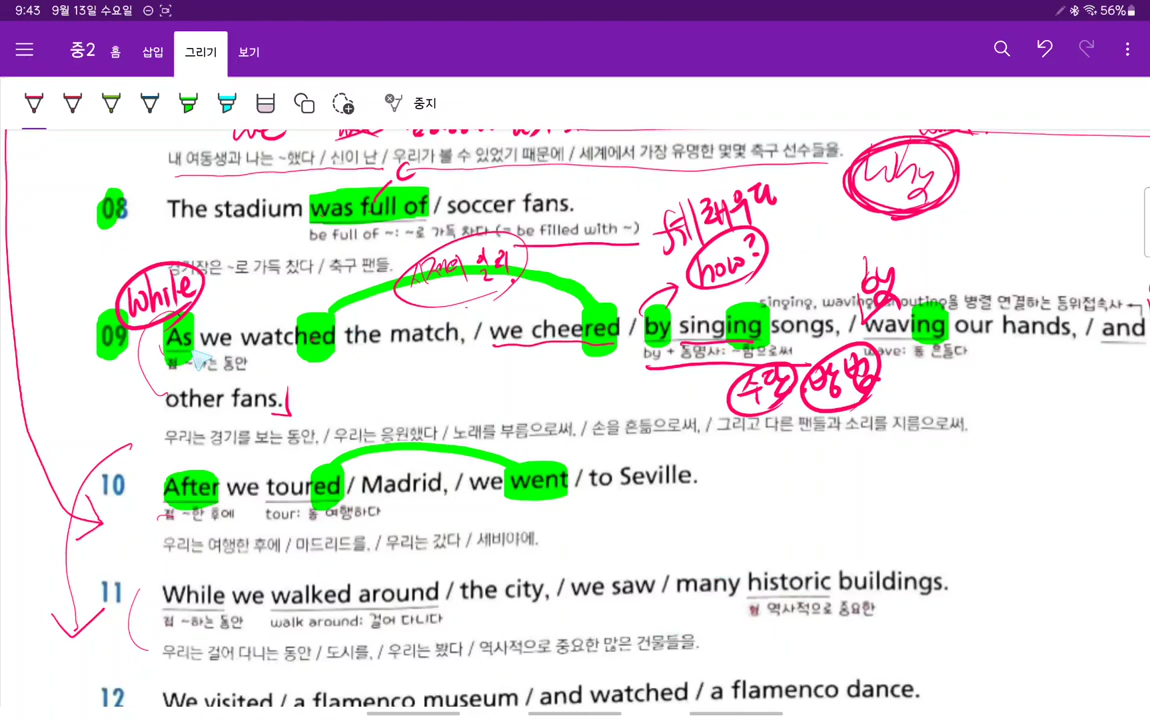 9:43 9월 13일 수요일 56%
중2 홈 삽입 그리기 보기
중지
내 여동생과 나는 ~했다 / 신이 난 / 우리가 볼 수 있었기 때문에 / 세계에서 가장 유명한 몇몇 축구 선수들을.
Why
08 The stadium was full of / soccer fans.
C
be full of ~: ~로 가득 차다 (= be filled with ~)
경기장은 ~로 가득 찼다 / 축구 팬들.
how?
While
by
singing, waving, shouting을 병렬 연결하는 등위접속사
09 As we watched the match, / we cheered / by singing songs, / waving our hands, / and
접 ~하는 동안 by + 동명사: ~함으로써 wave: 동 흔들다
수단 방법
other fans.
우리는 경기를 보는 동안, / 우리는 응원했다 / 노래를 부름으로써, / 손을 흔듦으로써, / 그리고 다른 팬들과 소리를 지름으로써.
10 After we toured / Madrid, / we went / to Seville.
접 ~한 후에 tour: 동 여행하다
우리는 여행한 후에 / 마드리드를, / 우리는 갔다 / 세비야에.
11 While we walked around / the city, / we saw / many historic buildings.
접 ~하는 동안 walk around: 걸어 다니다 형 역사적으로 중요한
우리는 걸어 다니는 동안 / 도시를, / 우리는 봤다 / 역사적으로 중요한 많은 건물들을.
12 We visited / a flamenco museum / and watched / a flamenco dance.